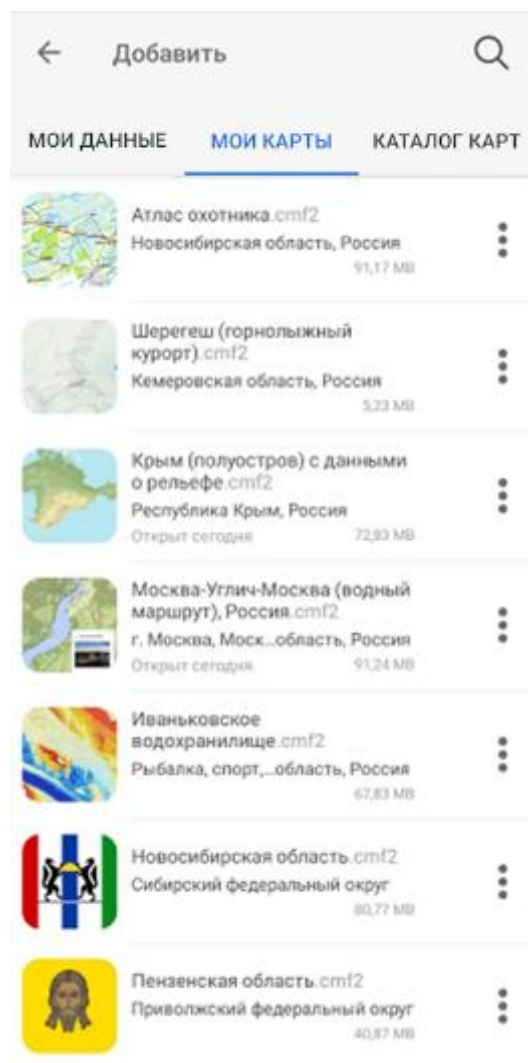 Добавить
МОИ ДАННЫЕ МОИ КАРТЫ КАТАЛОГ КАРТ
Атлас охотника.cmf2
Новосибирская область, Россия
91,17 MB
Шерегеш (горнолыжный
курорт).cmf2
Кемеровская область, Россия
5,23 MB
Крым (полуостров) с данными
о рельефе.cmf2
Республика Крым, Россия
Открыт сегодня 72,93 MB
Москва-Углич-Москва (водный
маршрут), Россия.cmf2
г. Москва, Моск...область, Россия
Открыт сегодня 91,24 MB
Иваньковское
водохранилище.cmf2
Рыбалка, спорт,...область, Россия
67,83 MB
Новосибирская область.cmf2
Сибирский федеральный округ
80,77 MB
Пензенская область.cmf2
Приволжский федеральный округ
40,87 MB